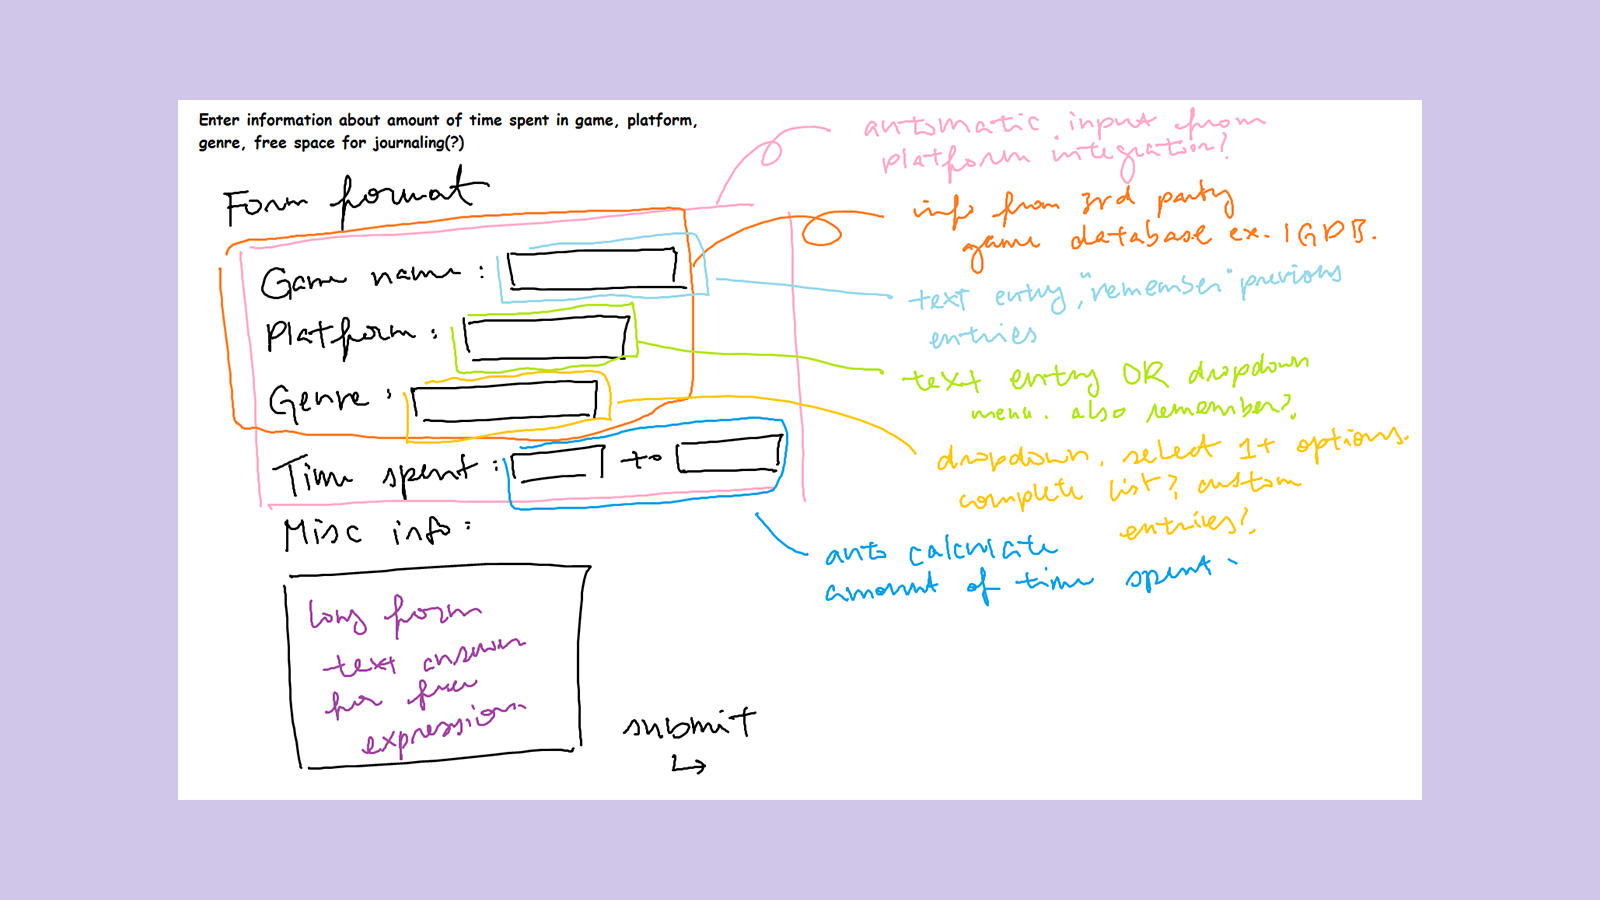 Enter information about amount of time spent in game, platform,
genre, free space for journaling(?)
Form format
automatic input from
platform integration?
info from 3rd party
game database ex. IGDB.
Game name :
text entry, "remember" previous
entries
Platform :
text entry OR dropdown
menu. also remember?
Genre :
dropdown, select 1+ options.
complete list? custom
entries?
Time spent : to
auto calculate
amount of time spent.
Misc info :
long form
text answer
for free
expression.
submit
↳